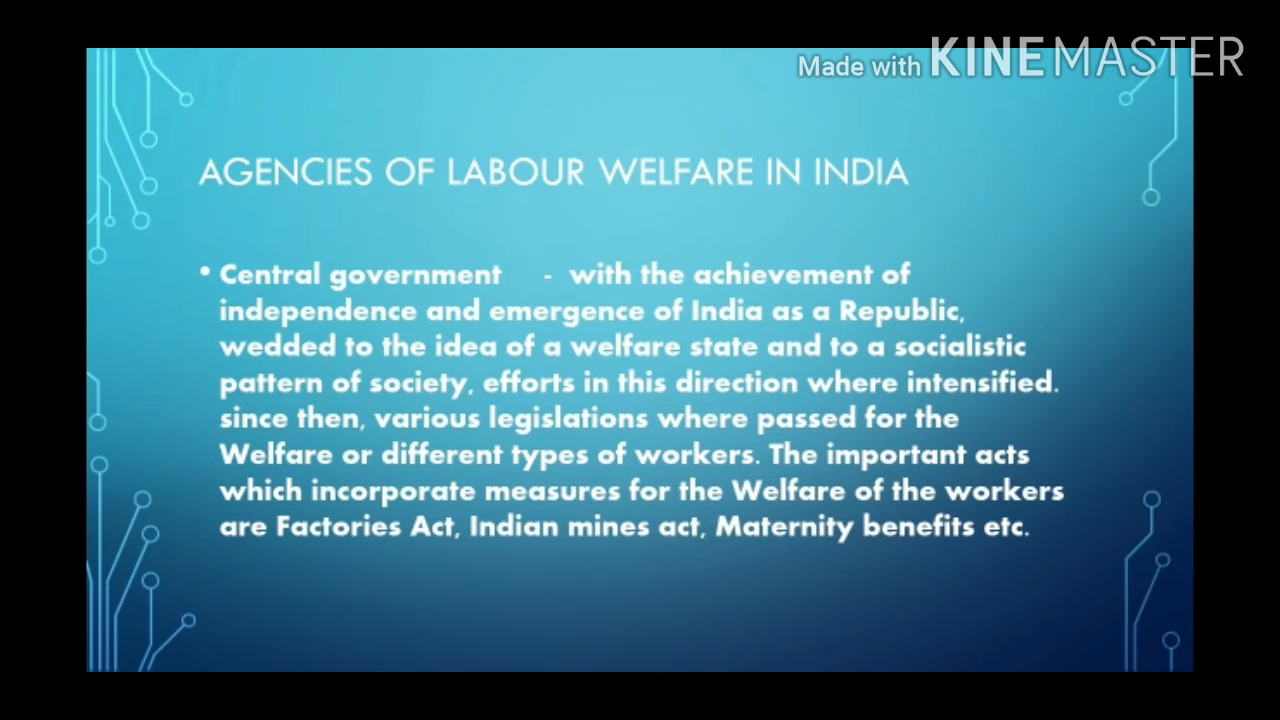 Made with KINEMASTER
AGENCIES OF LABOUR WELFARE IN INDIA
• Central government - with the achievement of
independence and emergence of India as a Republic,
wedded to the idea of a welfare state and to a socialistic
pattern of society, efforts in this direction where intensified.
since then, various legislations where passed for the
Welfare or different types of workers. The important acts
which incorporate measures for the Welfare of the workers
are Factories Act, Indian mines act, Maternity benefits etc.